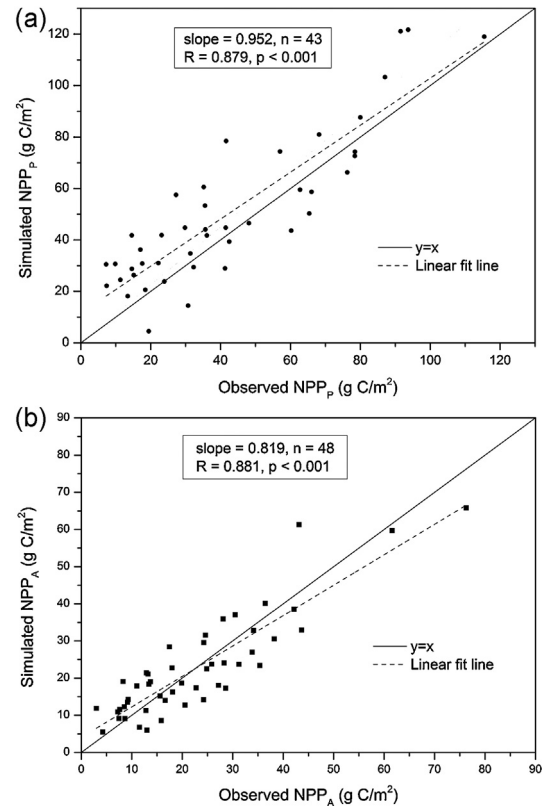 (a)
130
120
100
80
60
40
20
0
Simulated NPP_P (g C/m²)
slope = 0.952, n = 43
R = 0.879, p < 0.001
y=x
Linear fit line
0 20 40 60 80 100 120
Observed NPP_P (g C/m²)
(b)
90
80
70
60
50
40
30
20
10
0
Simulated NPP_A (g C/m²)
slope = 0.819, n = 48
R = 0.881, p < 0.001
y=x
Linear fit line
0 10 20 30 40 50 60 70 80 90
Observed NPP_A (g C/m²)